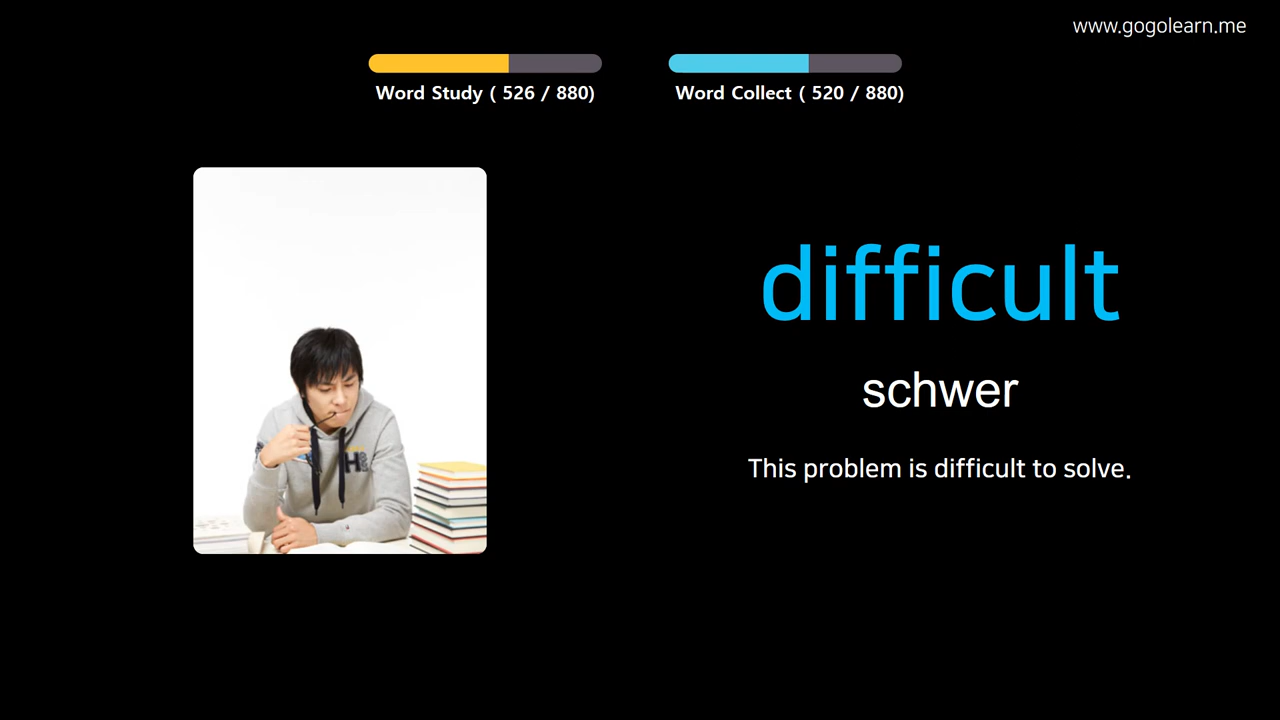 www.gogolearn.me
Word Study ( 526 / 880)
Word Collect ( 520 / 880)
difficult
schwer
This problem is difficult to solve.
H